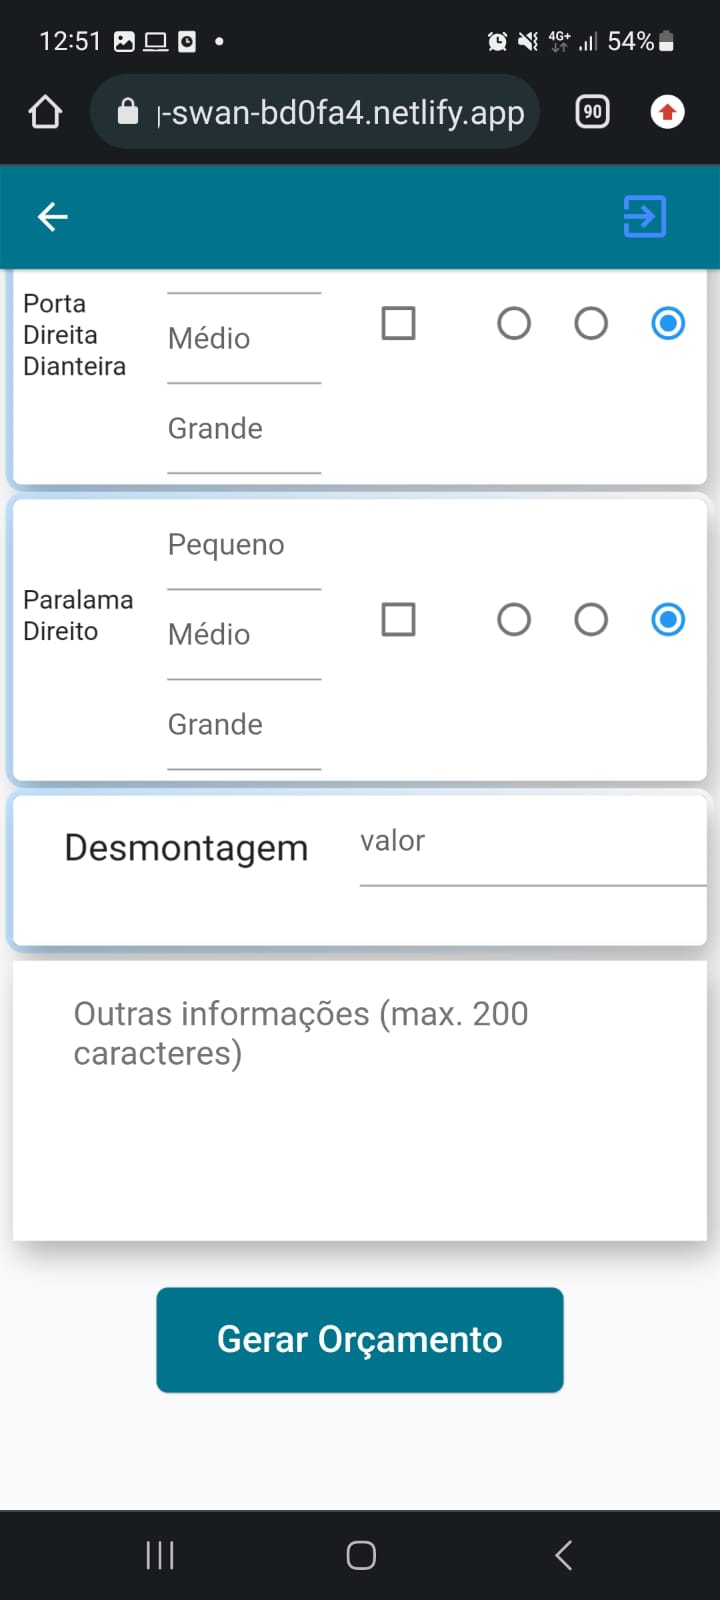 12:51
4G+
54%
-swan-bd0fa4.netlify.app
90
Porta
Direita
Dianteira
Médio
Grande
Pequeno
Paralama
Direito
Médio
Grande
Desmontagem
valor
Outras informações (max. 200
caracteres)
Gerar Orçamento